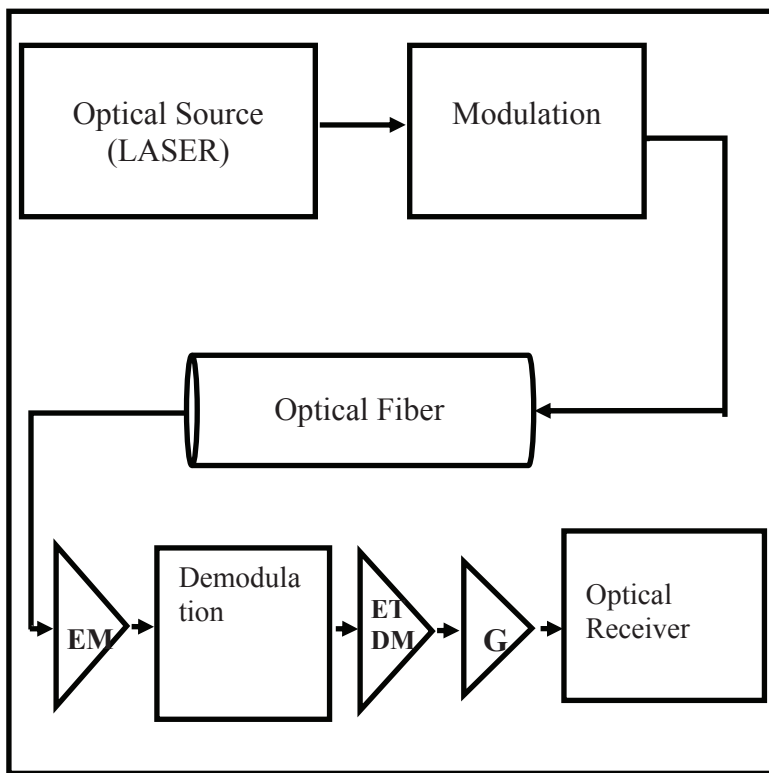 Optical Source
(LASER)
Modulation
Optical Fiber
EM
Demodula
tion
ET
DM
G
Optical
Receiver